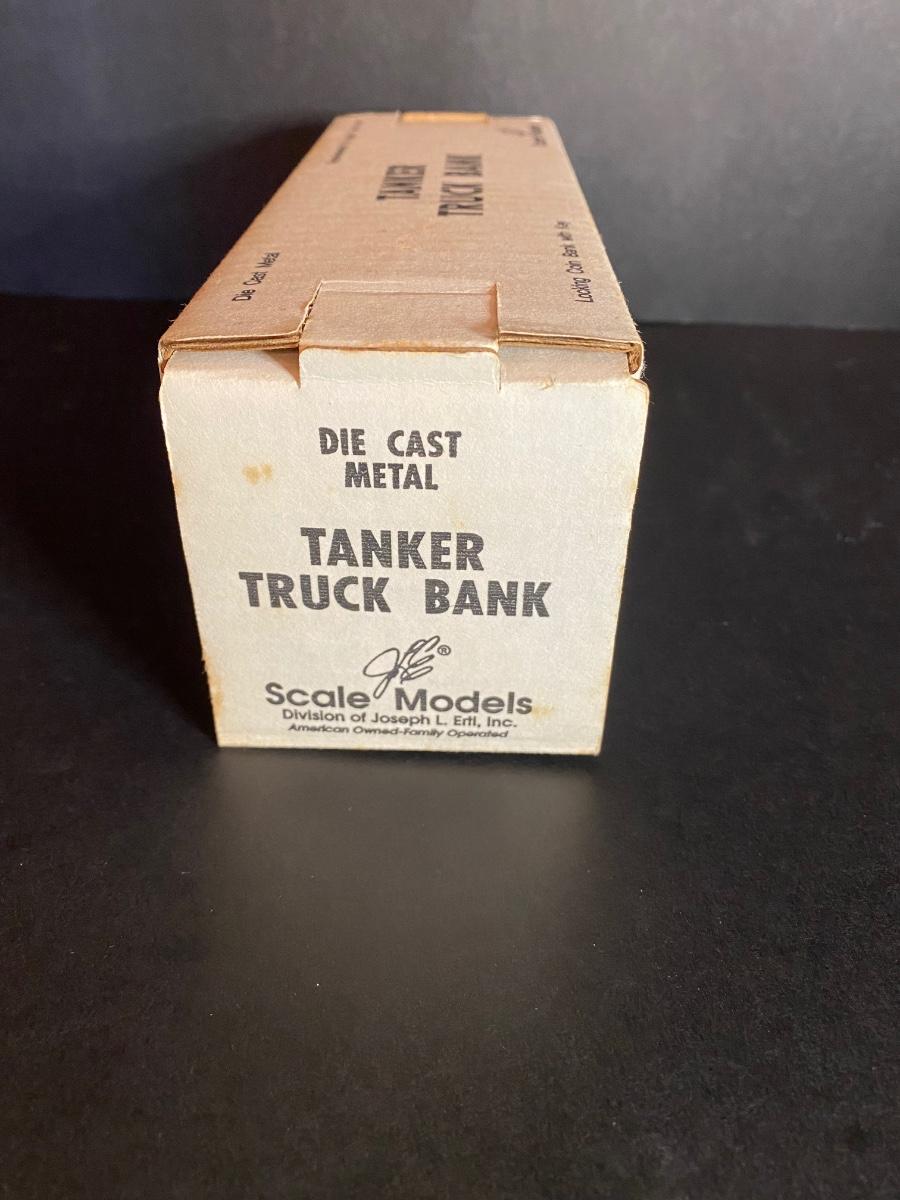 TANKER
TRUCK BANK
Die Cast Metal
Locking Coin Bank with Key
DIE CAST
METAL
TANKER
TRUCK BANK
JLE®
Scale Models
Division of Joseph L. Ertl, Inc.
American Owned-Family Operated